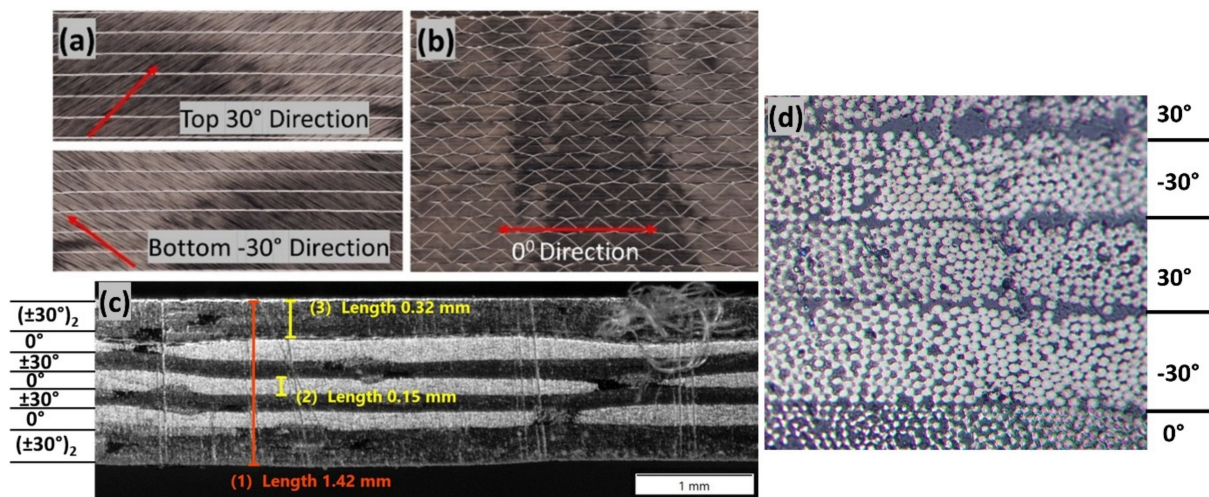 (a)
Top 30° Direction
Bottom -30° Direction
(b)
0⁰ Direction
(c)
(±30°)₂
0°
±30°
0°
±30°
0°
(±30°)₂
(3) Length 0.32 mm
(2) Length 0.15 mm
(1) Length 1.42 mm
1 mm
(d)
30°
-30°
30°
-30°
0°